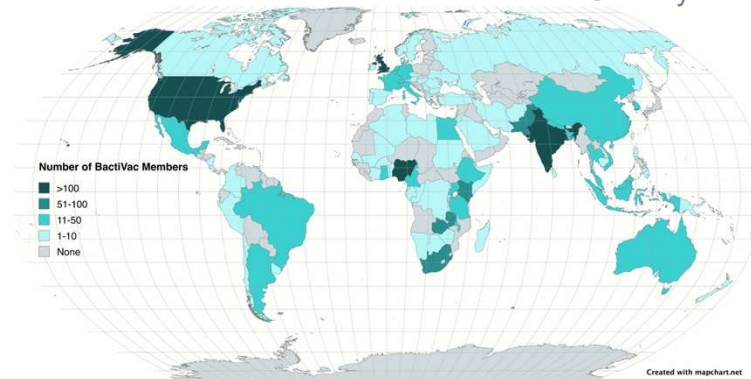 Number of BactiVac Members
>100
51-100
11-50
1-10
None
Created with mapchart.net